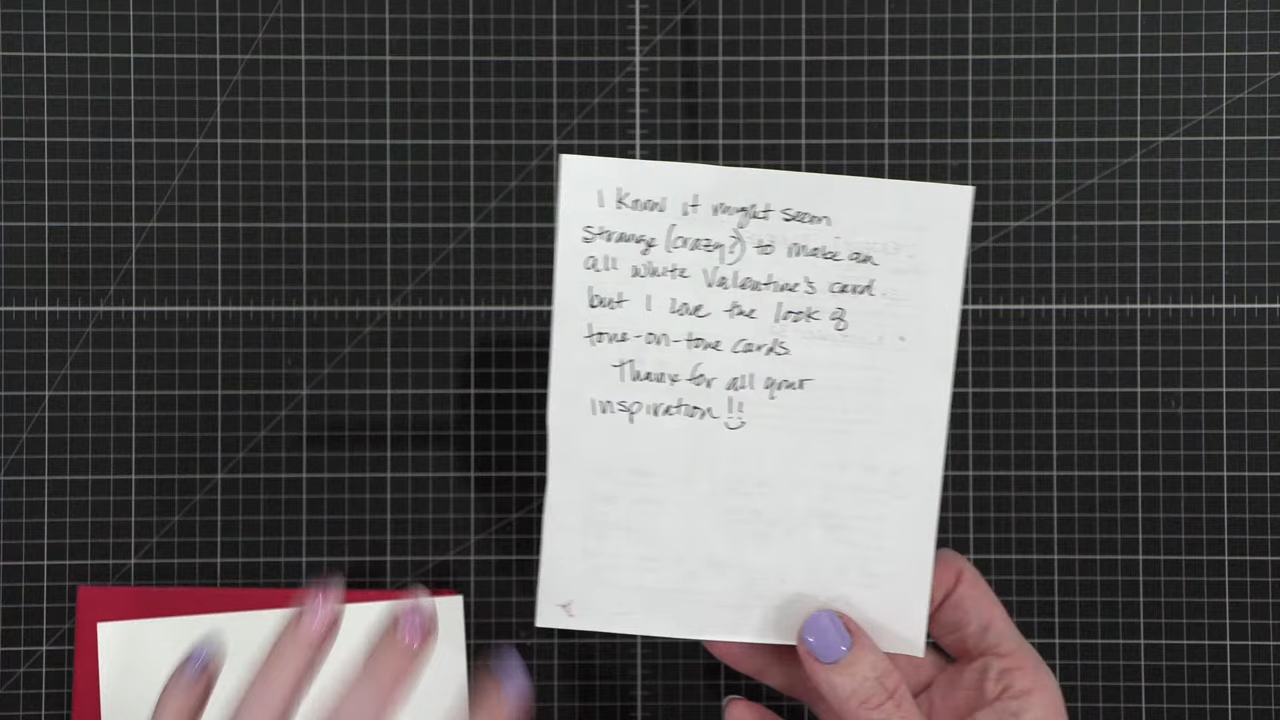 I know it might seem
strange (crazy?) to make an
all white Valentine's card.
but I love the look of
tone-on-tone cards.
Thanx for all your
inspiration!!